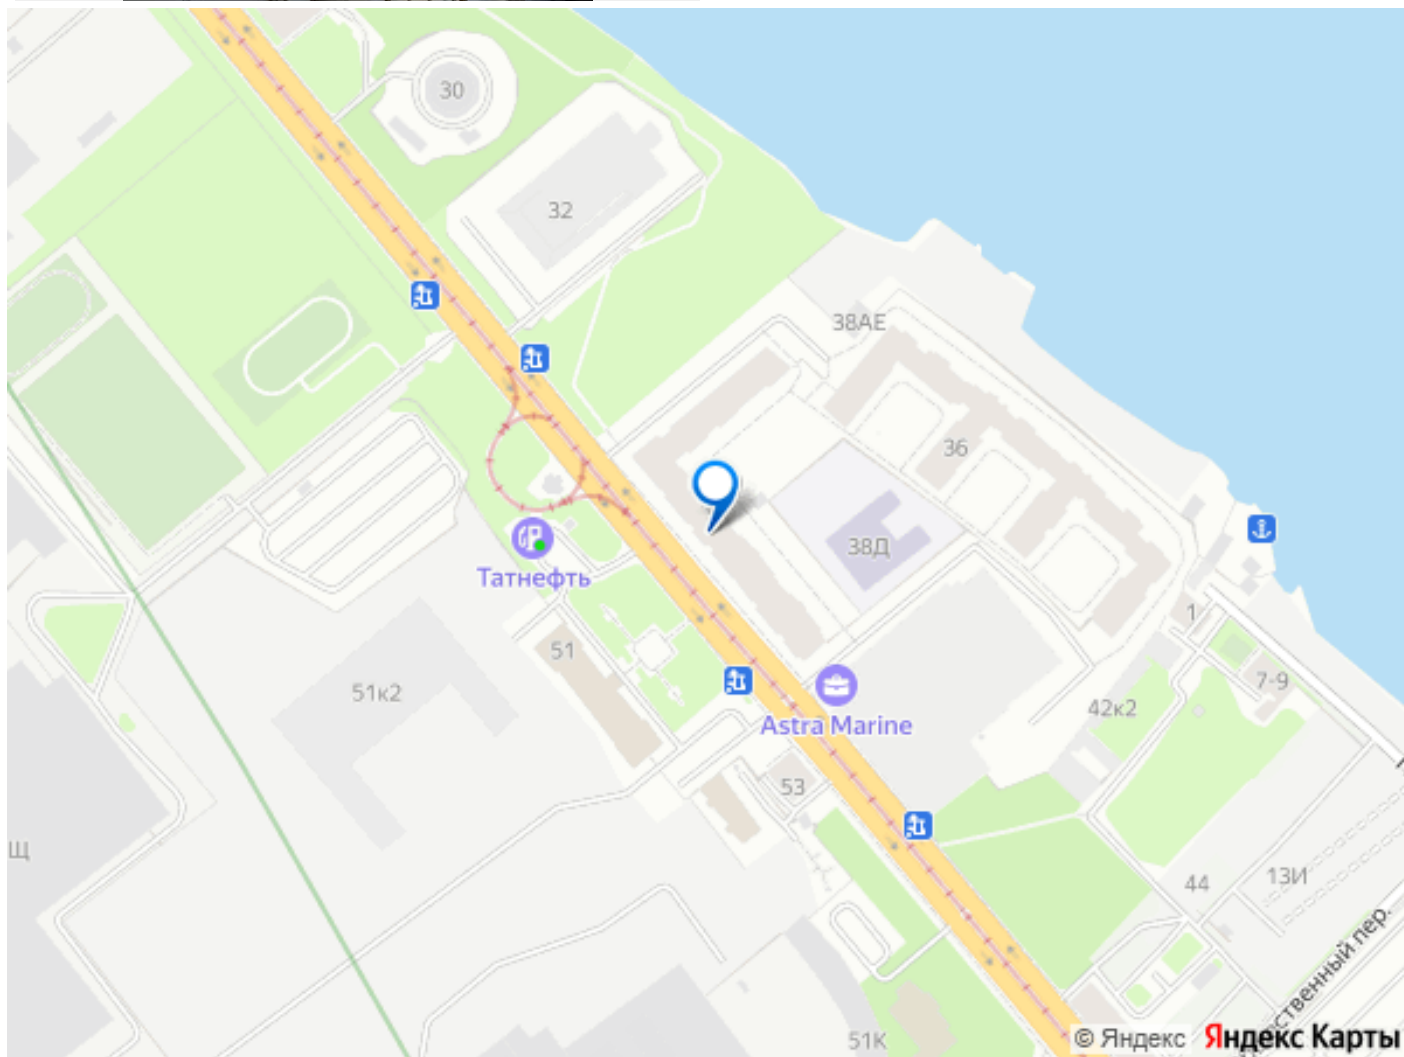 30
32
38АЕ
36
38Д
Татнефть
51
1
7-9
51к2
42к2
Astra Marine
53
Щ
44
13И
ственный пер.
51К
© Яндекс Яндекс Карты